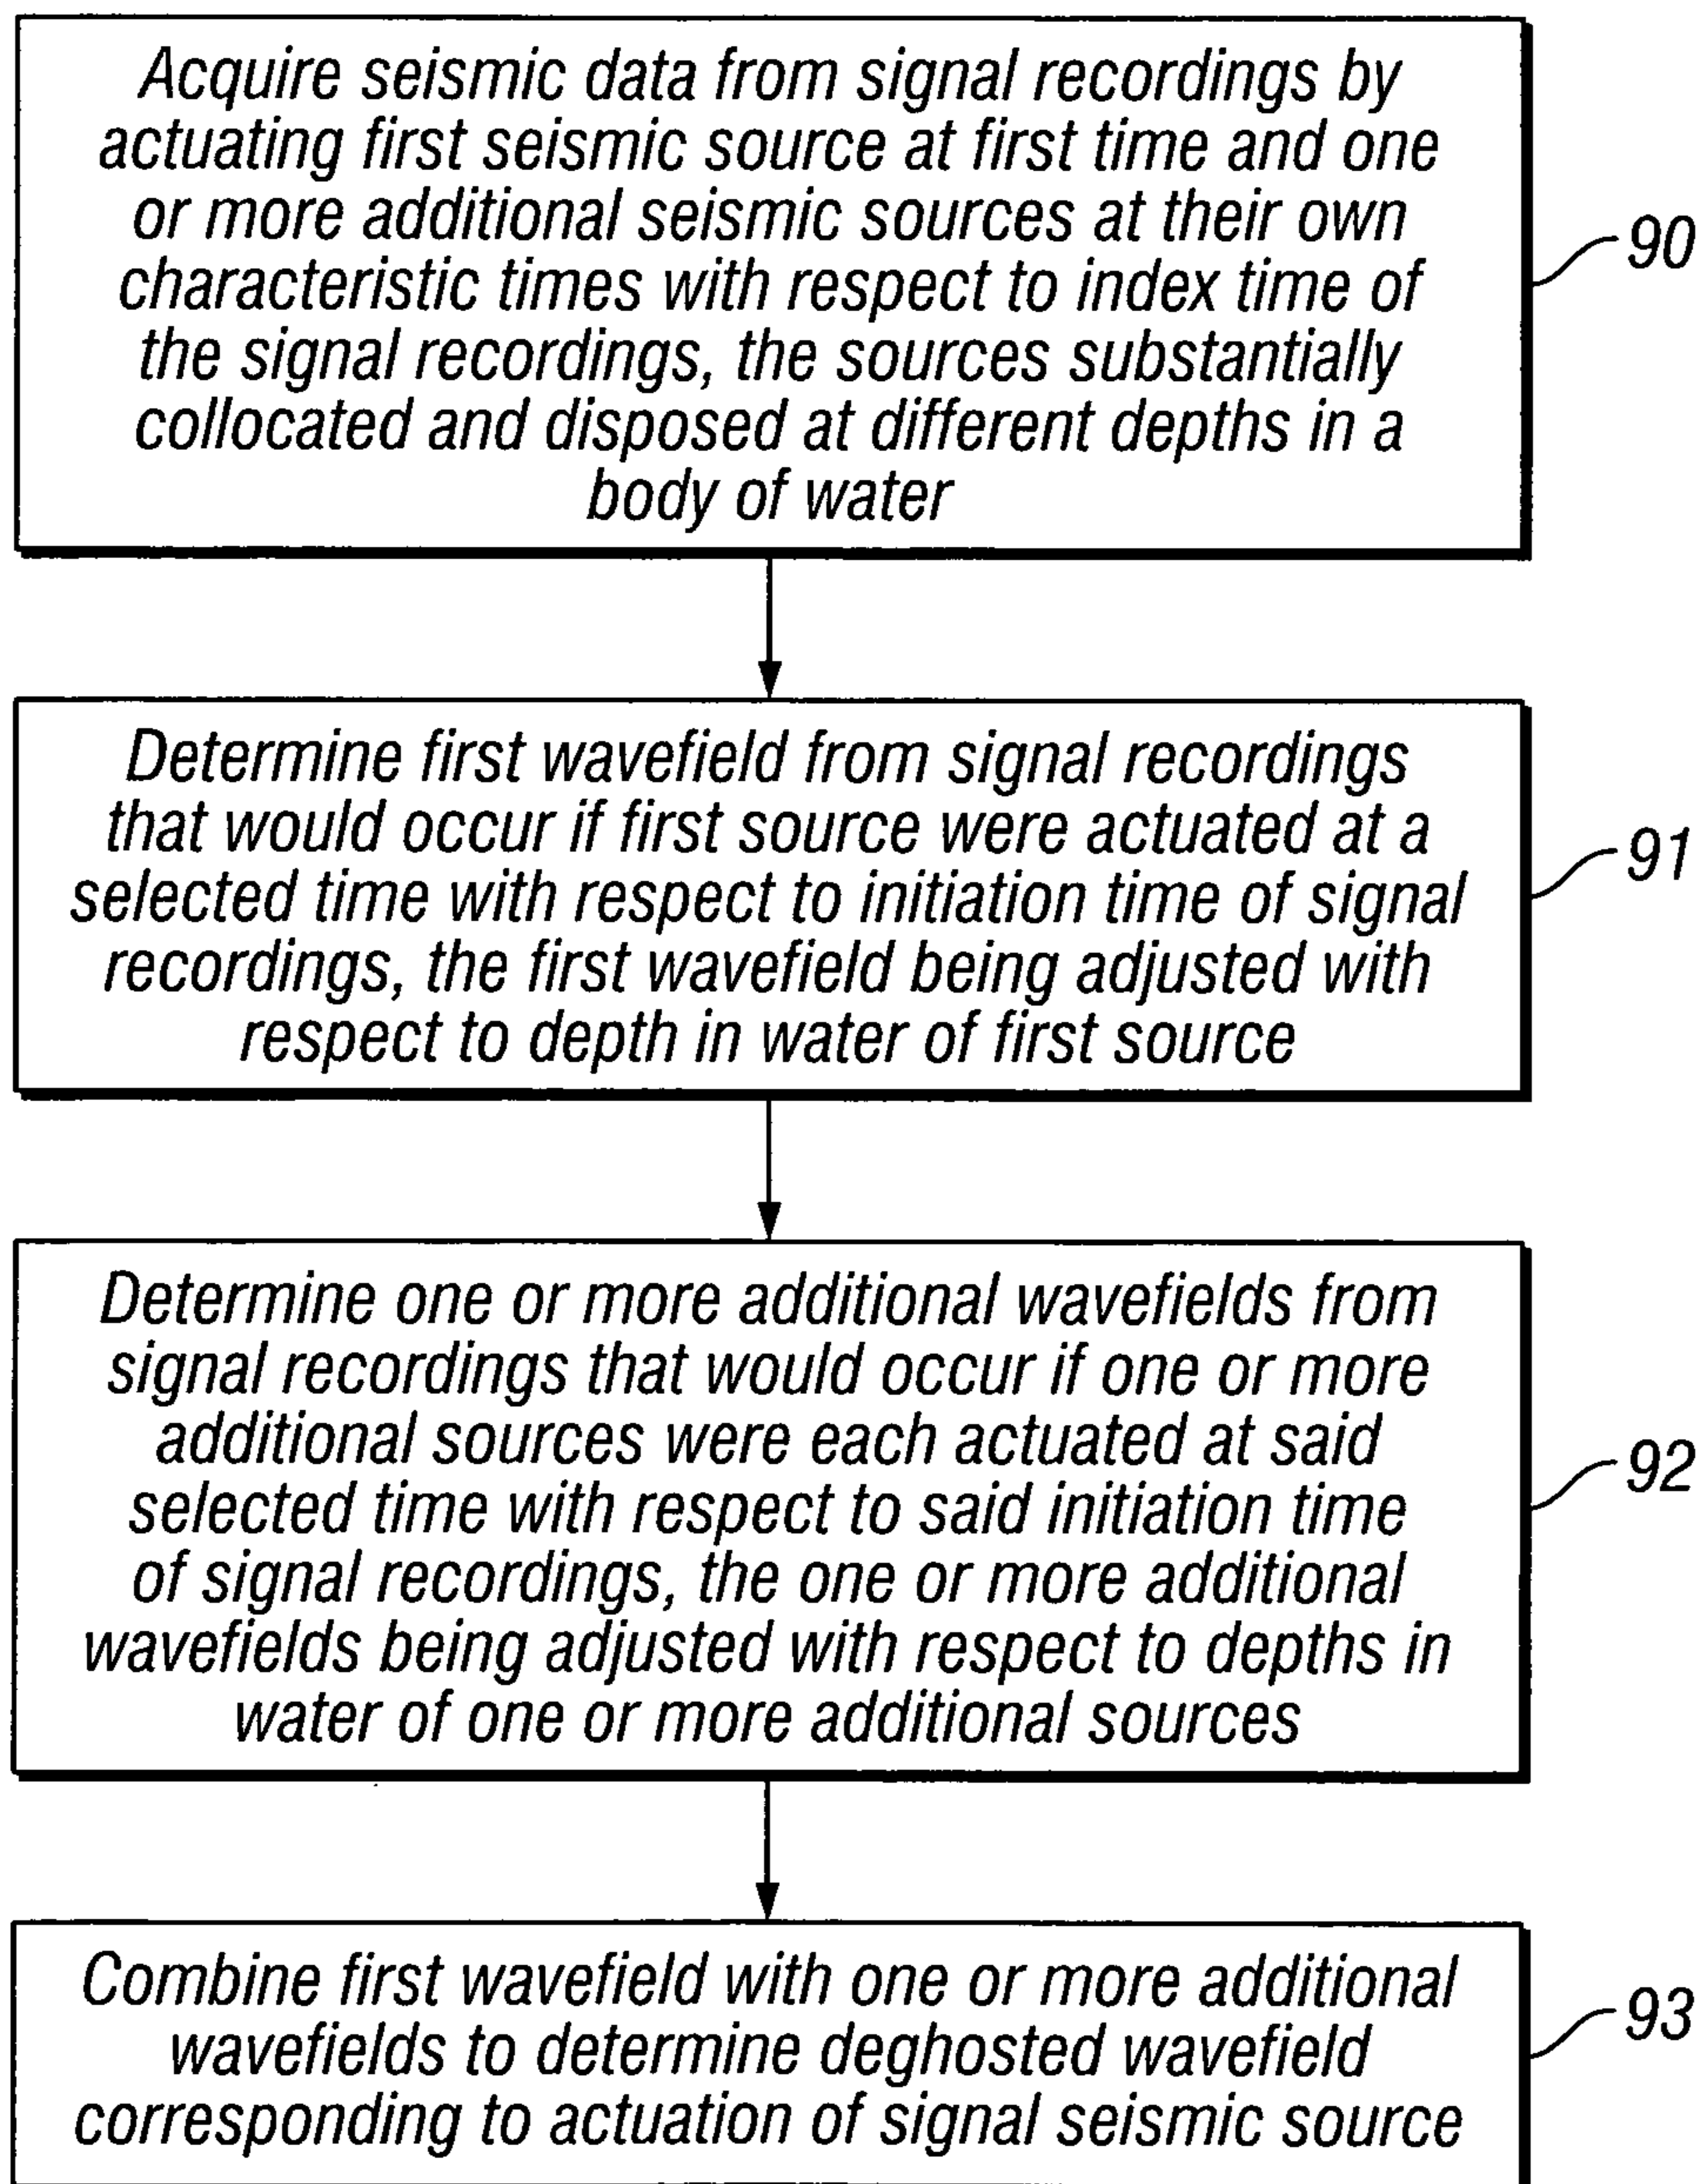 Acquire seismic data from signal recordings by
actuating first seismic source at first time and one
or more additional seismic sources at their own
characteristic times with respect to index time of
the signal recordings, the sources substantially
collocated and disposed at different depths in a
body of water
90
Determine first wavefield from signal recordings
that would occur if first source were actuated at a
selected time with respect to initiation time of signal
recordings, the first wavefield being adjusted with
respect to depth in water of first source
91
Determine one or more additional wavefields from
signal recordings that would occur if one or more
additional sources were each actuated at said
selected time with respect to said initiation time
of signal recordings, the one or more additional
wavefields being adjusted with respect to depths in
water of one or more additional sources
92
Combine first wavefield with one or more additional
wavefields to determine deghosted wavefield
corresponding to actuation of signal seismic source
93